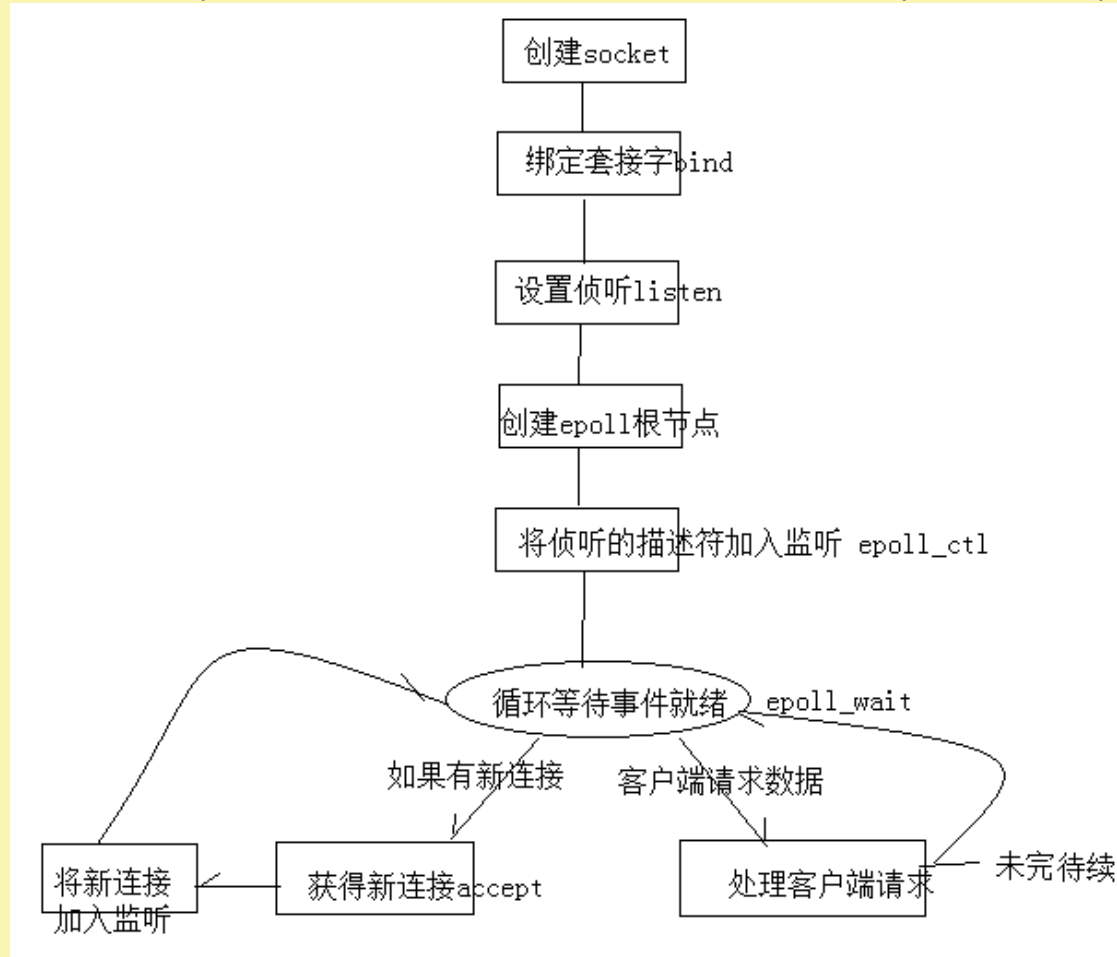 创建socket
绑定套接字bind
设置侦听listen
创建epoll根节点
将侦听的描述符加入监听 epoll_ctl
循环等待事件就绪 epoll_wait
如果有新连接
客户端请求数据
将新连接
加入监听
获得新连接accept
处理客户端请求
未完待续